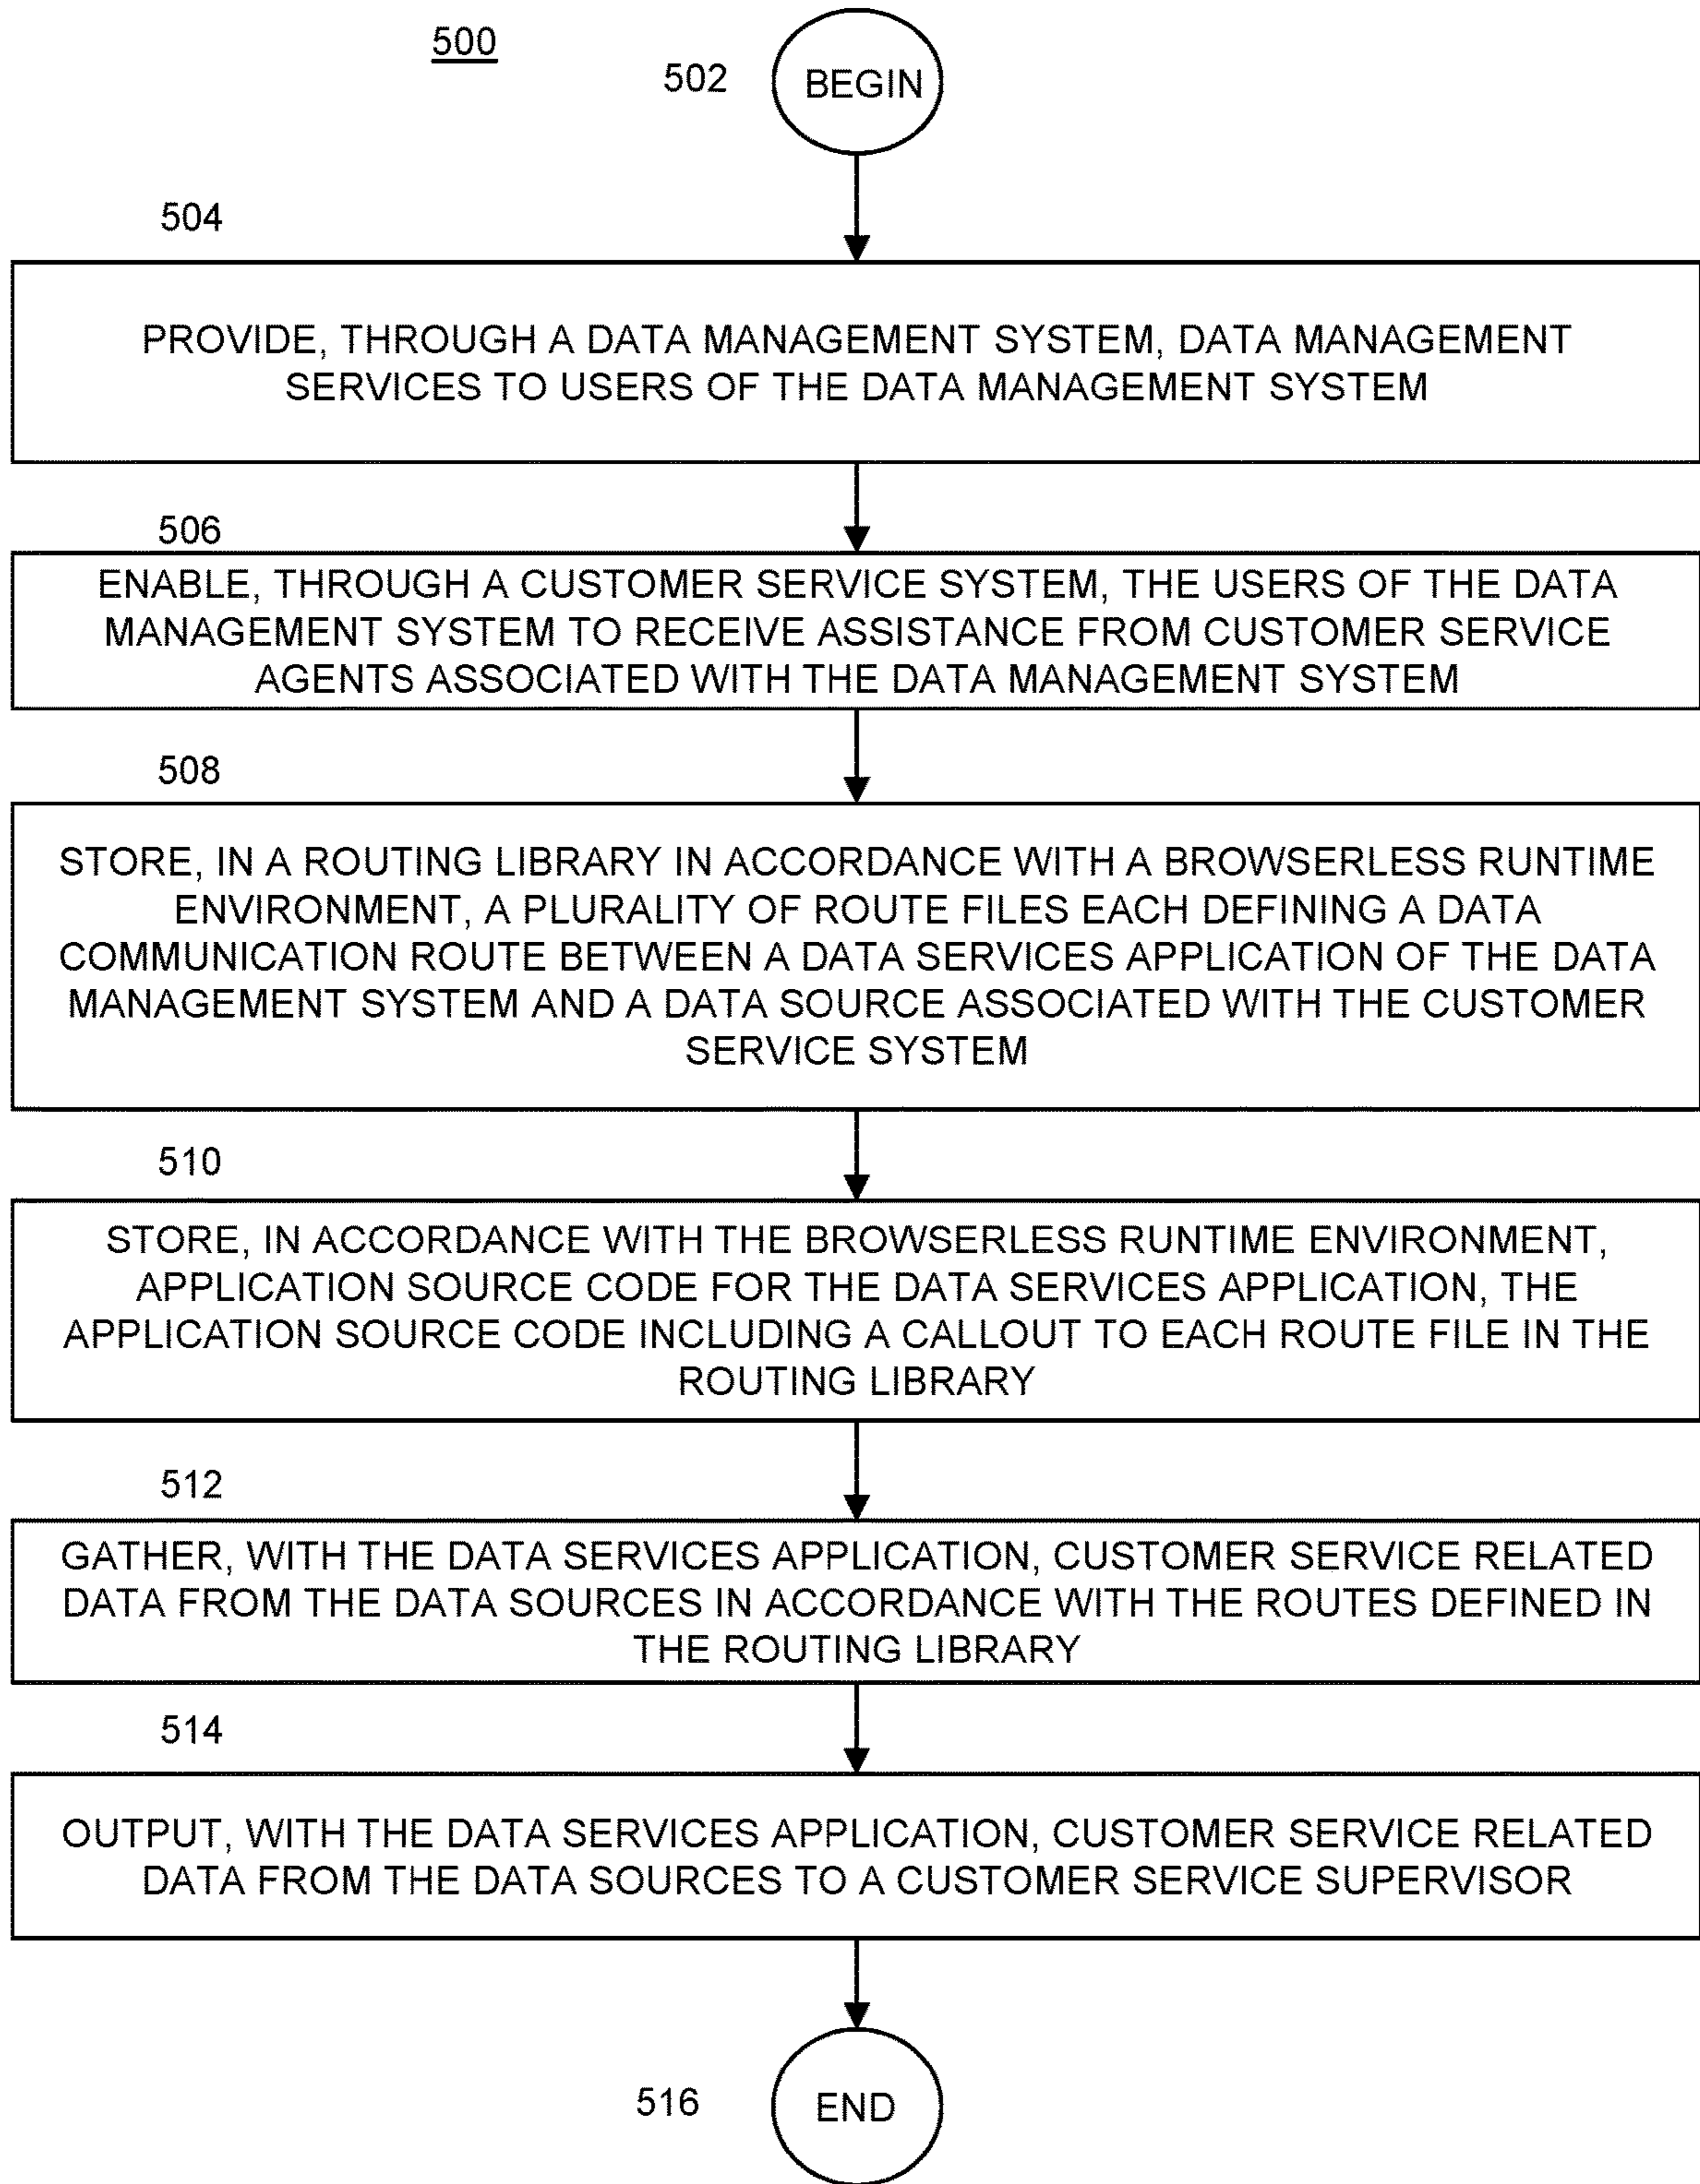 500
502
BEGIN
504
PROVIDE, THROUGH A DATA MANAGEMENT SYSTEM, DATA MANAGEMENT
SERVICES TO USERS OF THE DATA MANAGEMENT SYSTEM
506
ENABLE, THROUGH A CUSTOMER SERVICE SYSTEM, THE USERS OF THE DATA
MANAGEMENT SYSTEM TO RECEIVE ASSISTANCE FROM CUSTOMER SERVICE
AGENTS ASSOCIATED WITH THE DATA MANAGEMENT SYSTEM
508
STORE, IN A ROUTING LIBRARY IN ACCORDANCE WITH A BROWSERLESS RUNTIME
ENVIRONMENT, A PLURALITY OF ROUTE FILES EACH DEFINING A DATA
COMMUNICATION ROUTE BETWEEN A DATA SERVICES APPLICATION OF THE DATA
MANAGEMENT SYSTEM AND A DATA SOURCE ASSOCIATED WITH THE CUSTOMER
SERVICE SYSTEM
510
STORE, IN ACCORDANCE WITH THE BROWSERLESS RUNTIME ENVIRONMENT,
APPLICATION SOURCE CODE FOR THE DATA SERVICES APPLICATION, THE
APPLICATION SOURCE CODE INCLUDING A CALLOUT TO EACH ROUTE FILE IN THE
ROUTING LIBRARY
512
GATHER, WITH THE DATA SERVICES APPLICATION, CUSTOMER SERVICE RELATED
DATA FROM THE DATA SOURCES IN ACCORDANCE WITH THE ROUTES DEFINED IN
THE ROUTING LIBRARY
514
OUTPUT, WITH THE DATA SERVICES APPLICATION, CUSTOMER SERVICE RELATED
DATA FROM THE DATA SOURCES TO A CUSTOMER SERVICE SUPERVISOR
516
END